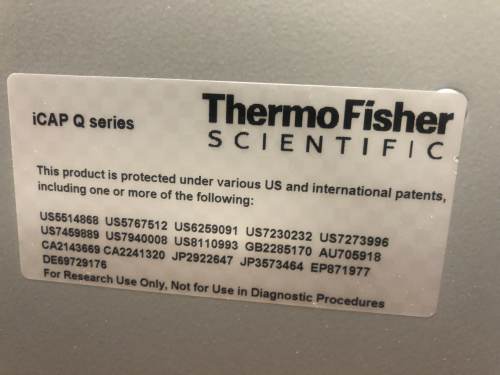 iCAP Q series
ThermoFisher
SCIENTIFIC
This product is protected under various US and international patents,
including one or more of the following:
US5514868 US5767512 US6259091 US7230232 US7273996
US7459889 US7940008 US8110993 GB2285170 AU705918
CA2143669 CA2241320 JP2922647 JP3573464 EP871977
DE69729176
For Research Use Only, Not for Use in Diagnostic Procedures